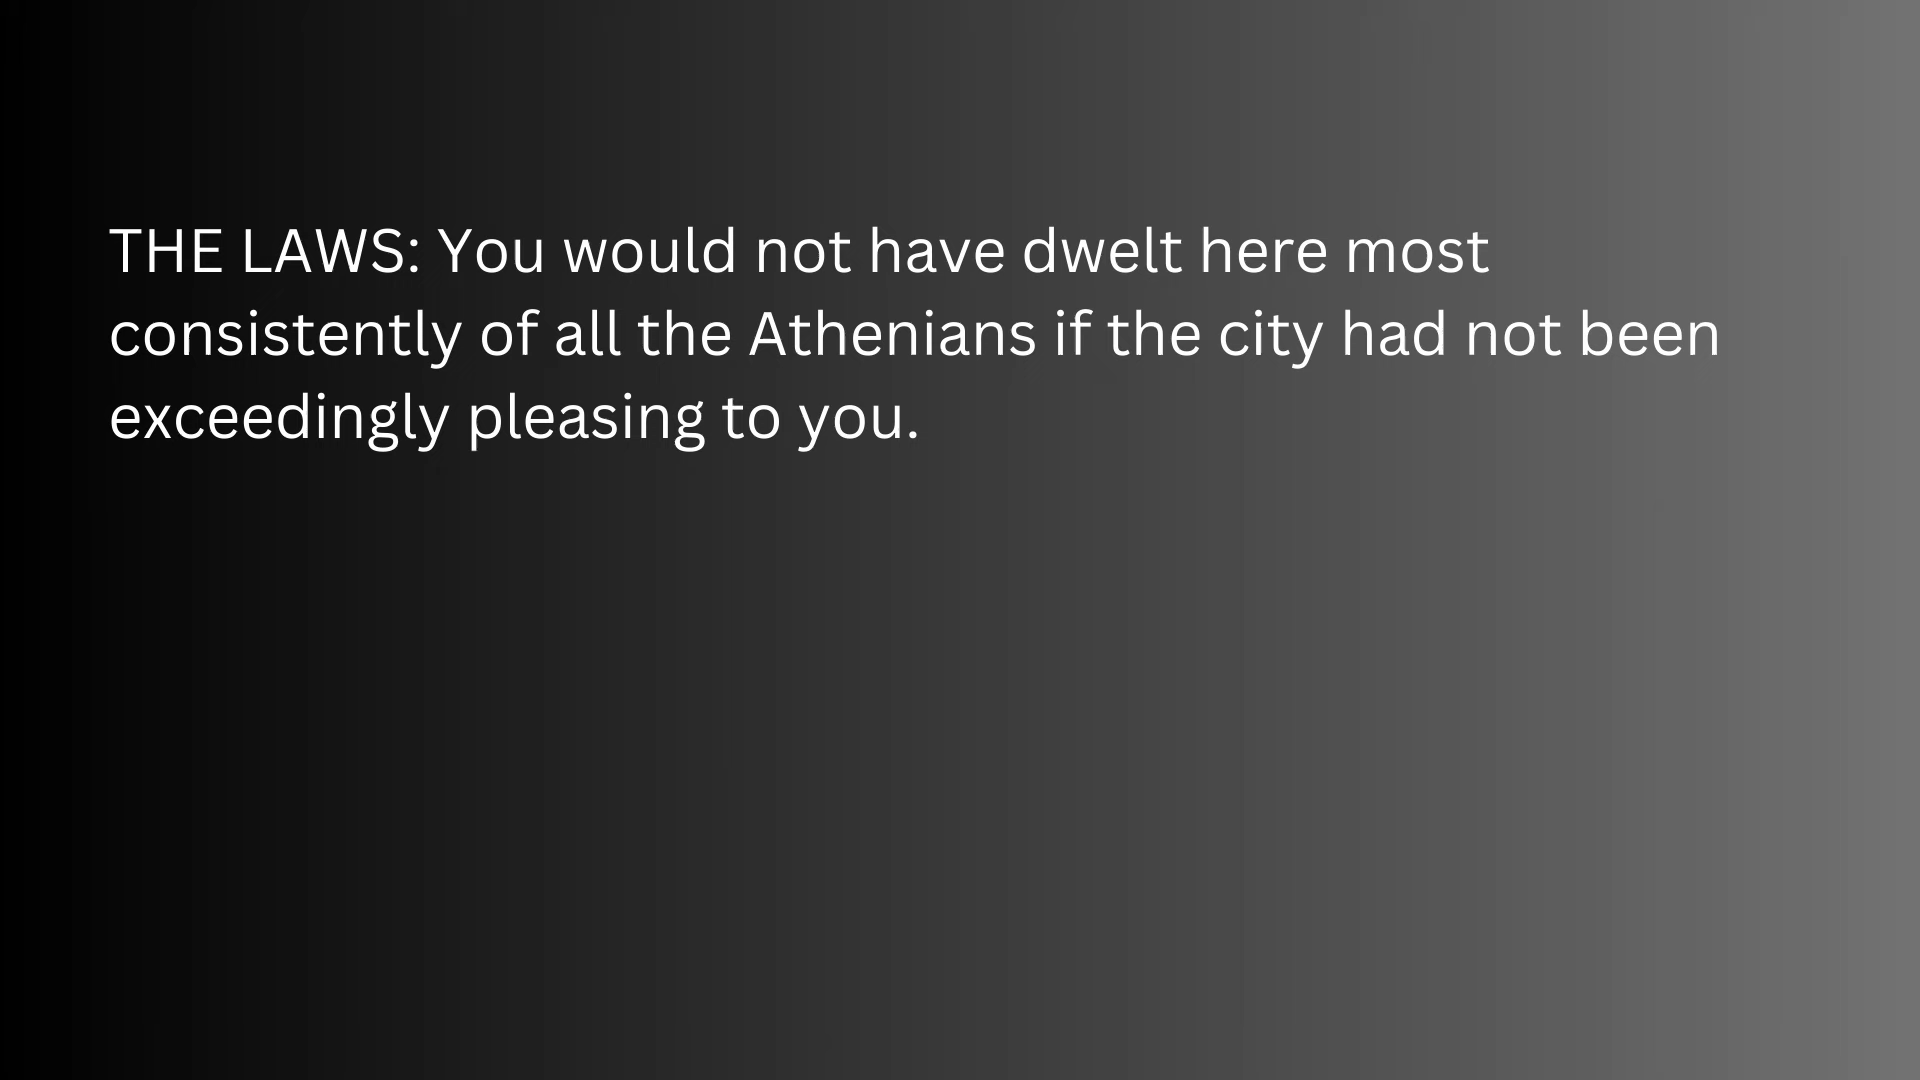 THE LAWS: You would not have dwelt here most
consistently of all the Athenians if the city had not been
exceedingly pleasing to you.